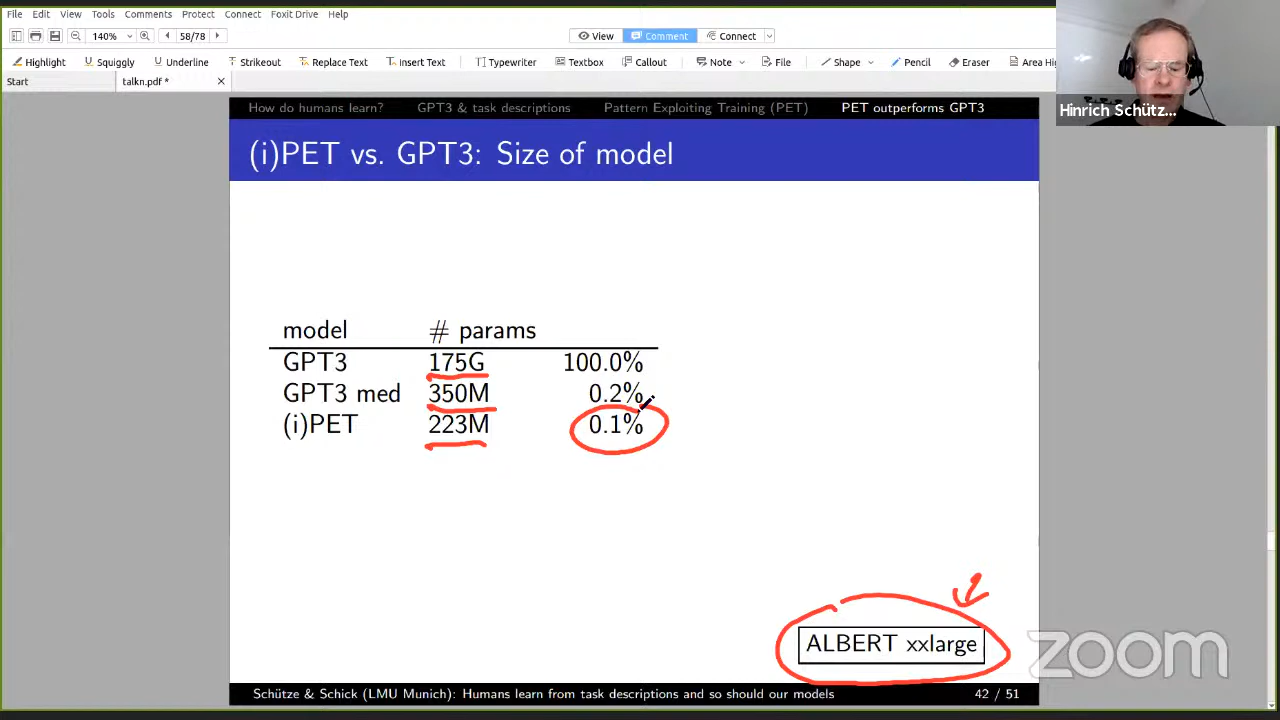 File Edit View Tools Comments Protect Connect Foxit Drive Help
140% 58/78 View Comment Connect
Highlight Squiggly Underline Strikeout Replace Text Insert Text Typewriter Textbox Callout Note File Shape Pencil Eraser Area Hi
Start talkn.pdf *
Hinrich Schütz...
How do humans learn? GPT3 & task descriptions Pattern Exploiting Training (PET) PET outperforms GPT3
(i)PET vs. GPT3: Size of model
model # params
GPT3 175G 100.0%
GPT3 med 350M 0.2%
(i)PET 223M 0.1%
ALBERT xxlarge
zoom
Schütze & Schick (LMU Munich): Humans learn from task descriptions and so should our models 42 / 51